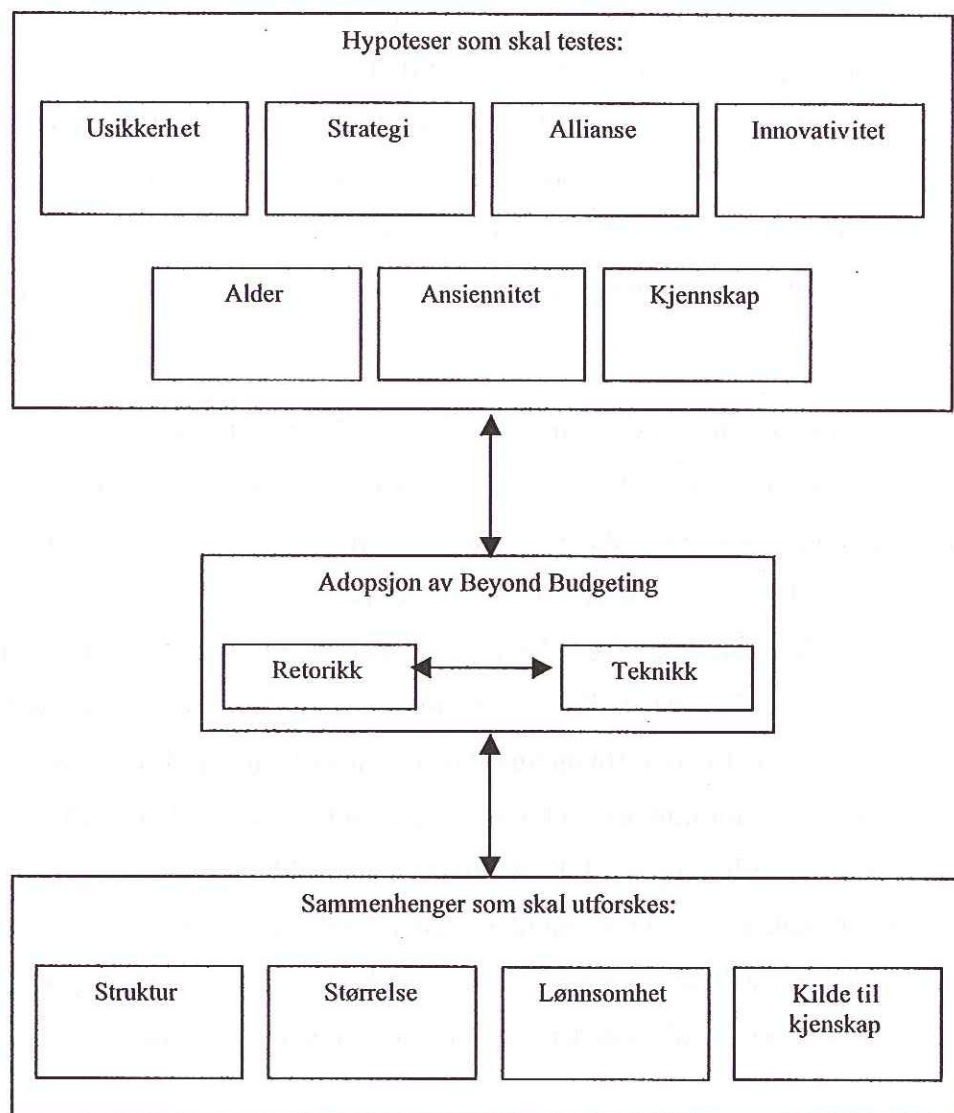 Hypoteser som skal testes:
Usikkerhet
Strategi
Allianse
Innovativitet
Alder
Ansiennitet
Kjennskap
Adopsjon av Beyond Budgeting
Retorikk
Teknikk
Sammenhenger som skal utforskes:
Struktur
Størrelse
Lønnsomhet
Kilde til
kjenskap